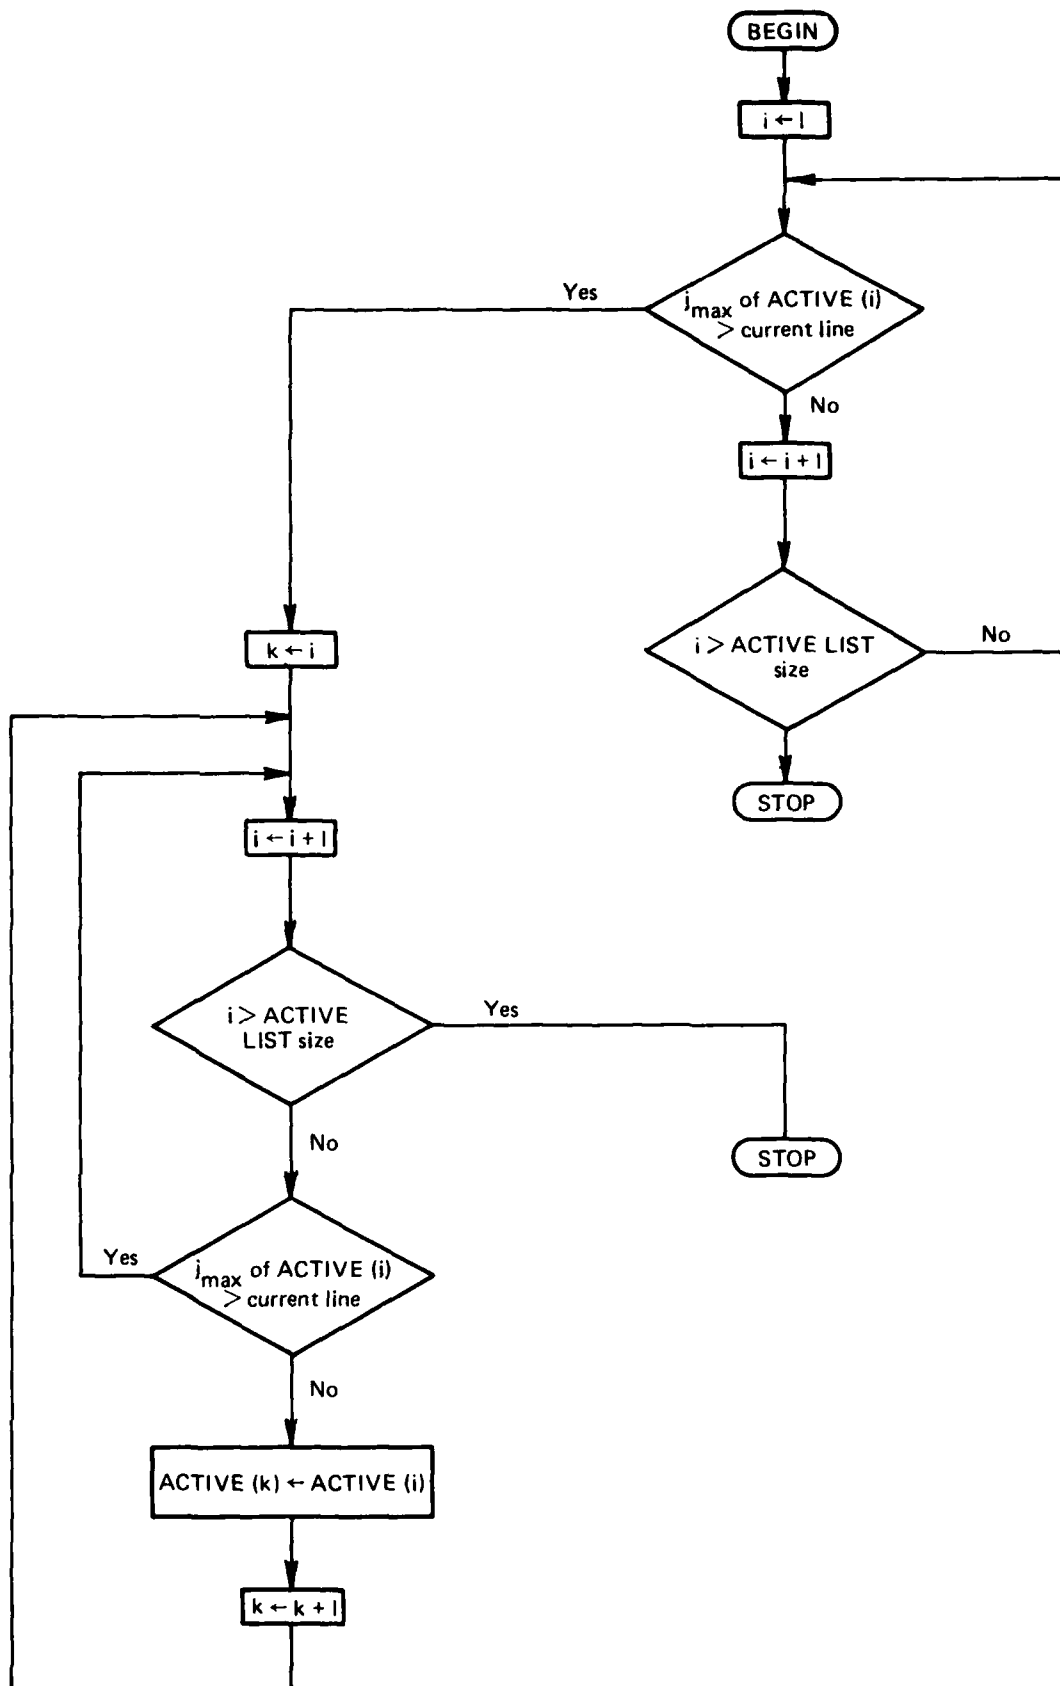 BEGIN
i ← 1
Yes
j_max of ACTIVE (i)
> current line
No
i ← i + 1
i > ACTIVE LIST
size
No
STOP
k ← i
i ← i + 1
i > ACTIVE
LIST size
Yes
STOP
No
Yes
j_max of ACTIVE (i)
> current line
No
ACTIVE (k) ← ACTIVE (i)
k ← k + 1